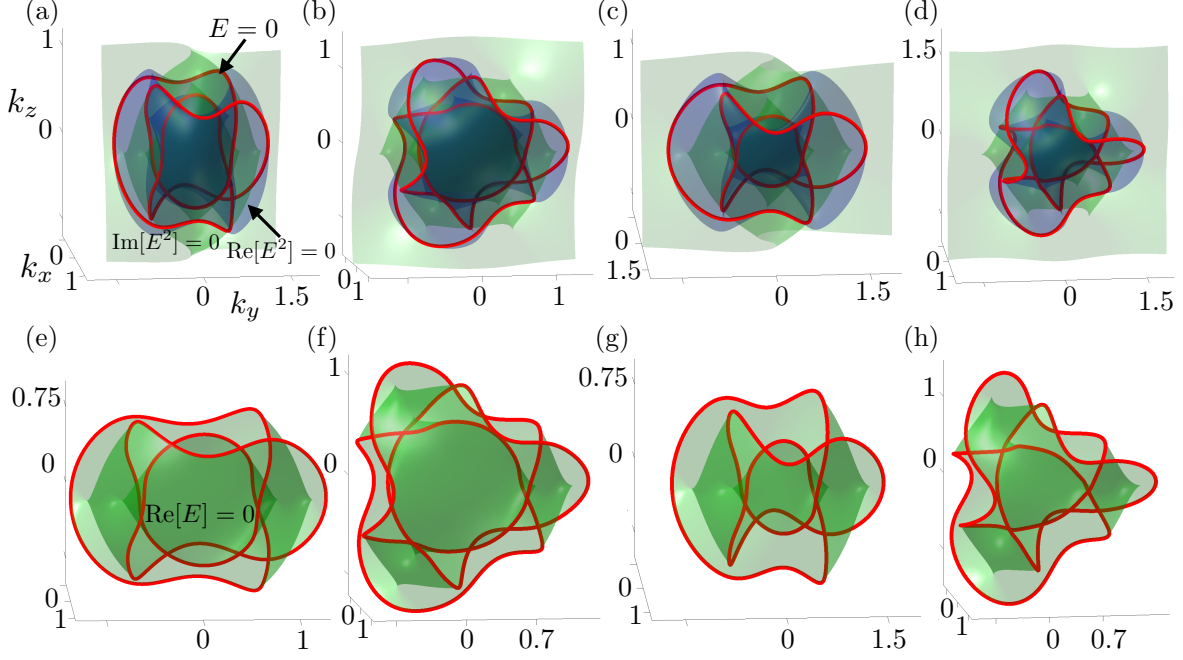 (a) (b) (c) (d)
E = 0
1 1 1 1.5
k_z
0 0 0 0
Im[E²] = 0 Re[E²] = 0
0 0 0 0
k_x
1 0 1.5 1 0 1 1.5 0 1.5 1 0 1.5
k_y
(e) (f) (g) (h)
0.75 1 0.75 1
0 0 0 0
Re[E] = 0
0 0 0 0
1 0 1 1 0 0.7 1 0 1.5 1 0 0.7